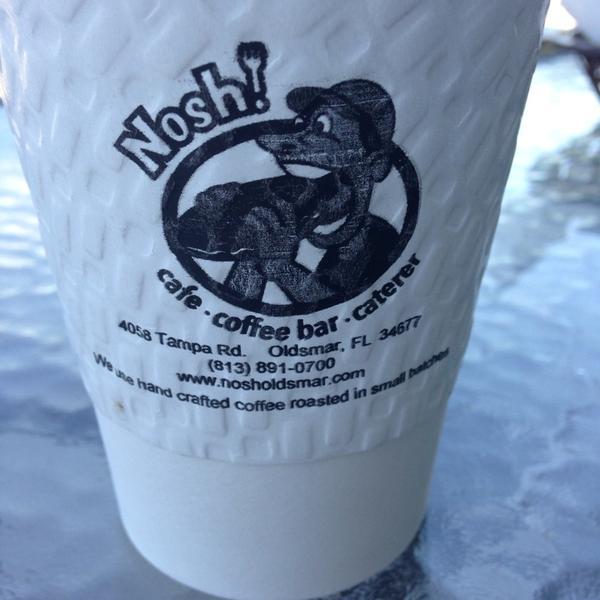 Nosh!
cafe · coffee bar · caterer
4058 Tampa Rd. Oldsmar, FL 34677
(813) 891-0700
www.nosholdsmar.com
We use hand crafted coffee roasted in small batches